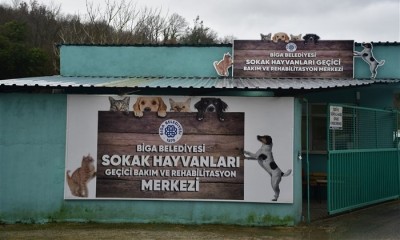 BİGA BELEDİYESİ
SOKAK HAYVANLARI GEÇİCİ
BAKIM VE REHABİLİTASYON MERKEZİ
BİGA BELEDİYESİ
SOKAK HAYVANLARI
GEÇİCİ BAKIM VE REHABİLİTASYON
MERKEZİ